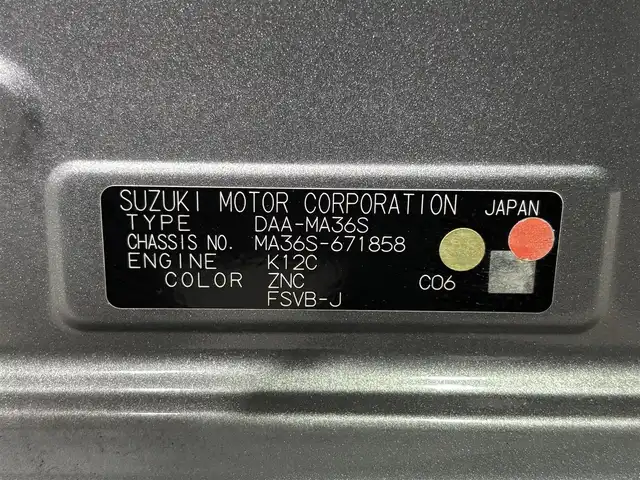 SUZUKI MOTOR CORPORATION JAPAN
TYPE DAA-MA36S
CHASSIS NO. MA36S-671858
ENGINE K12C
COLOR ZNC C06
FSVB-J